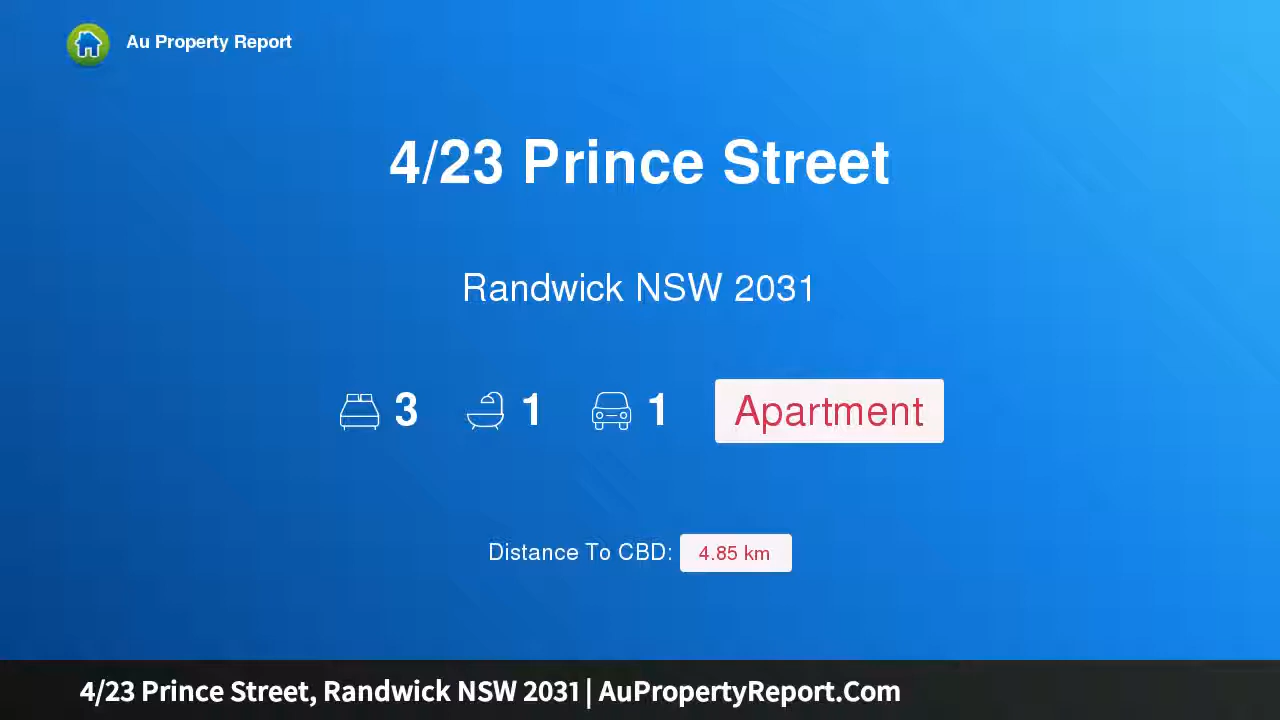 Au Property Report
4/23 Prince Street
Randwick NSW 2031
3 1 1 Apartment
Distance To CBD: 4.85 km
4/23 Prince Street, Randwick NSW 2031 | AuPropertyReport.Com